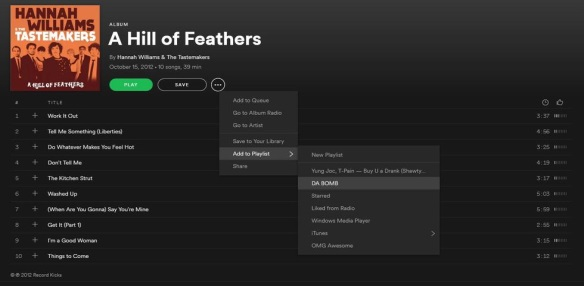 HANNAH
WILLIAMS
& THE
TASTEMAKERS
A HILL OF FEATHERS
ALBUM
A Hill of Feathers
By Hannah Williams & The Tastemakers
October 15, 2012 • 10 songs, 39 min
PLAY
SAVE
# TITLE
1 + Work It Out 3:37
2 + Tell Me Something (Liberties) 4:56
3 + Do Whatever Makes You Feel Hot 3:25
4 + Don't Tell Me 4:19
5 + The Kitchen Strut 3:17
6 + Washed Up 5:03
7 + (When Are You Gonna) Say You're Mine 5:59
8 + Get It (Part 1) 2:55
9 + I'm a Good Woman 3:15
10 + Things to Come 3:12
Add to Queue
Go to Album Radio
Go to Artist
Save to Your Library
Add to Playlist
Share
New Playlist
Yung Joc, T-Pain — Buy U a Drank (Shawty...
DA BOMB
Starred
Liked from Radio
Windows Media Player
iTunes
OMG Awesome
© ℗ 2012 Record Kicks